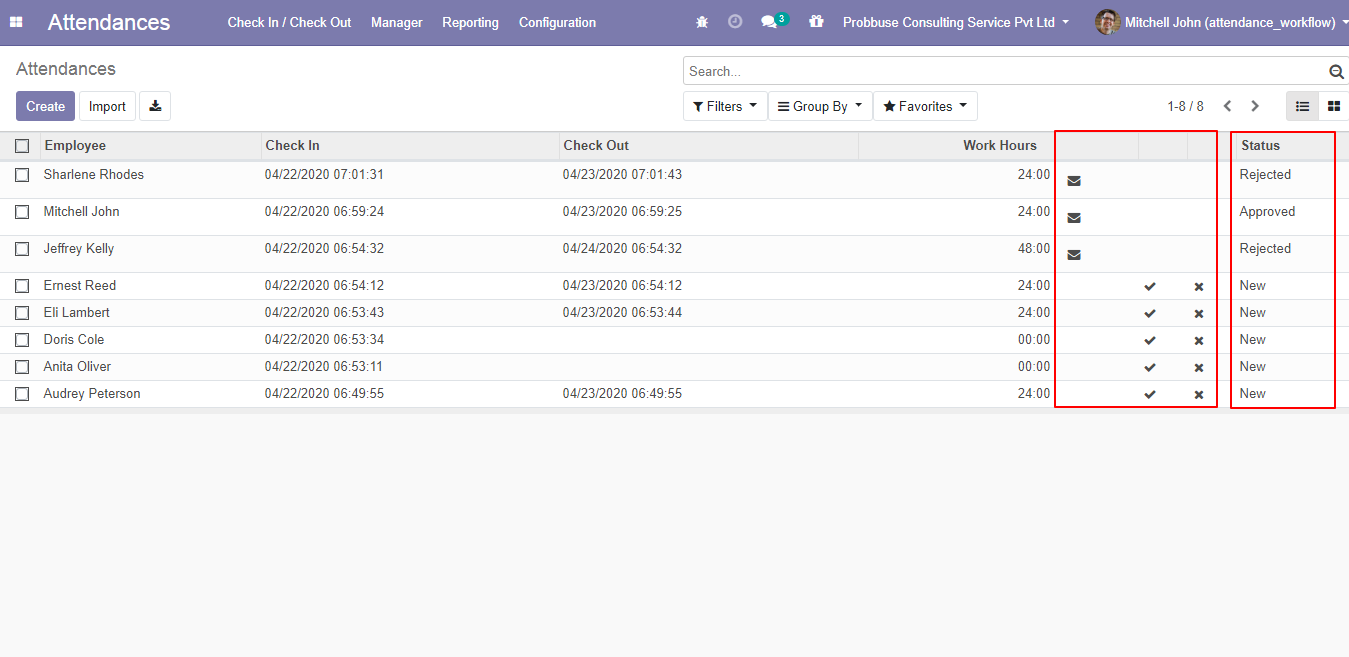 Attendances Check In / Check Out Manager Reporting Configuration 3 Probbuse Consulting Service Pvt Ltd Mitchell John (attendance_workflow)
Attendances
Search...
Create Import Filters Group By Favorites 1-8 / 8
Employee Check In Check Out Work Hours Status
Sharlene Rhodes 04/22/2020 07:01:31 04/23/2020 07:01:43 24:00 Rejected
Mitchell John 04/22/2020 06:59:24 04/23/2020 06:59:25 24:00 Approved
Jeffrey Kelly 04/22/2020 06:54:32 04/24/2020 06:54:32 48:00 Rejected
Ernest Reed 04/22/2020 06:54:12 04/23/2020 06:54:12 24:00 New
Eli Lambert 04/22/2020 06:53:43 04/23/2020 06:53:44 24:00 New
Doris Cole 04/22/2020 06:53:34 00:00 New
Anita Oliver 04/22/2020 06:53:11 00:00 New
Audrey Peterson 04/22/2020 06:49:55 04/23/2020 06:49:55 24:00 New